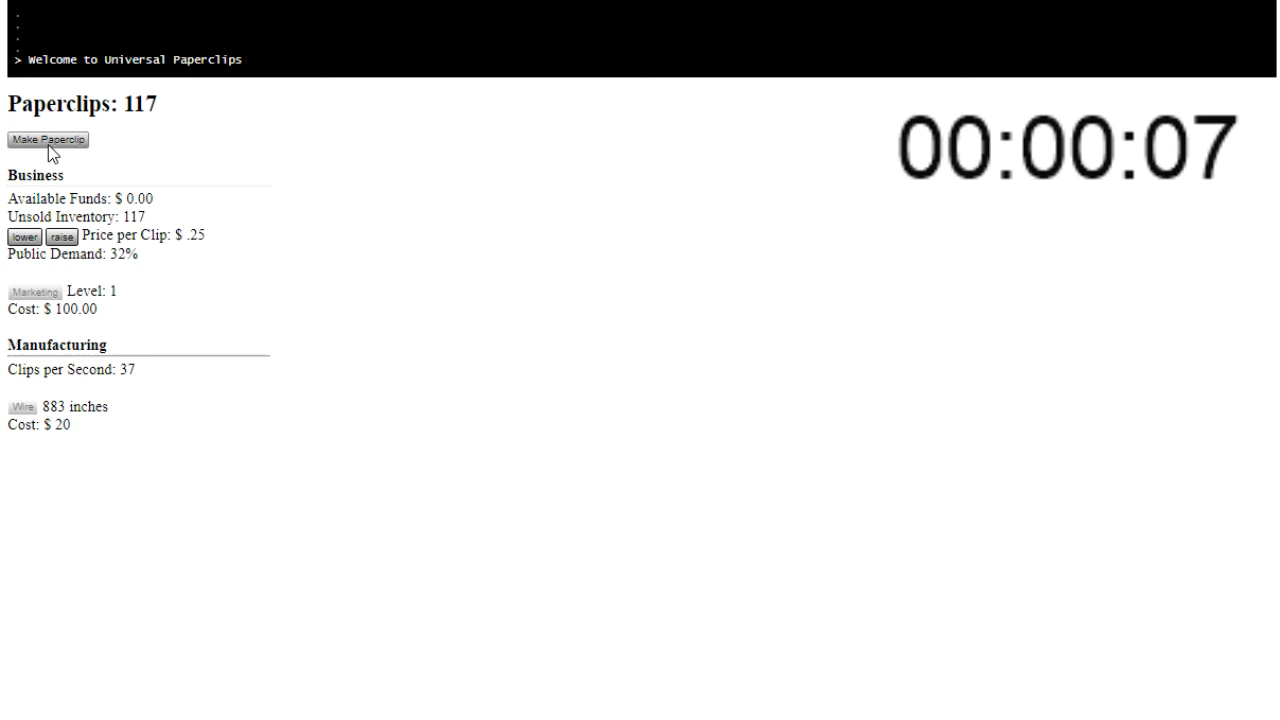 .
.
.
.
> Welcome to Universal Paperclips
Paperclips: 117
00:00:07
Make Paperclip
Business
Available Funds: $ 0.00
Unsold Inventory: 117
lower raise Price per Clip: $ .25
Public Demand: 32%
Marketing Level: 1
Cost: $ 100.00
Manufacturing
Clips per Second: 37
Wire 883 inches
Cost: $ 20